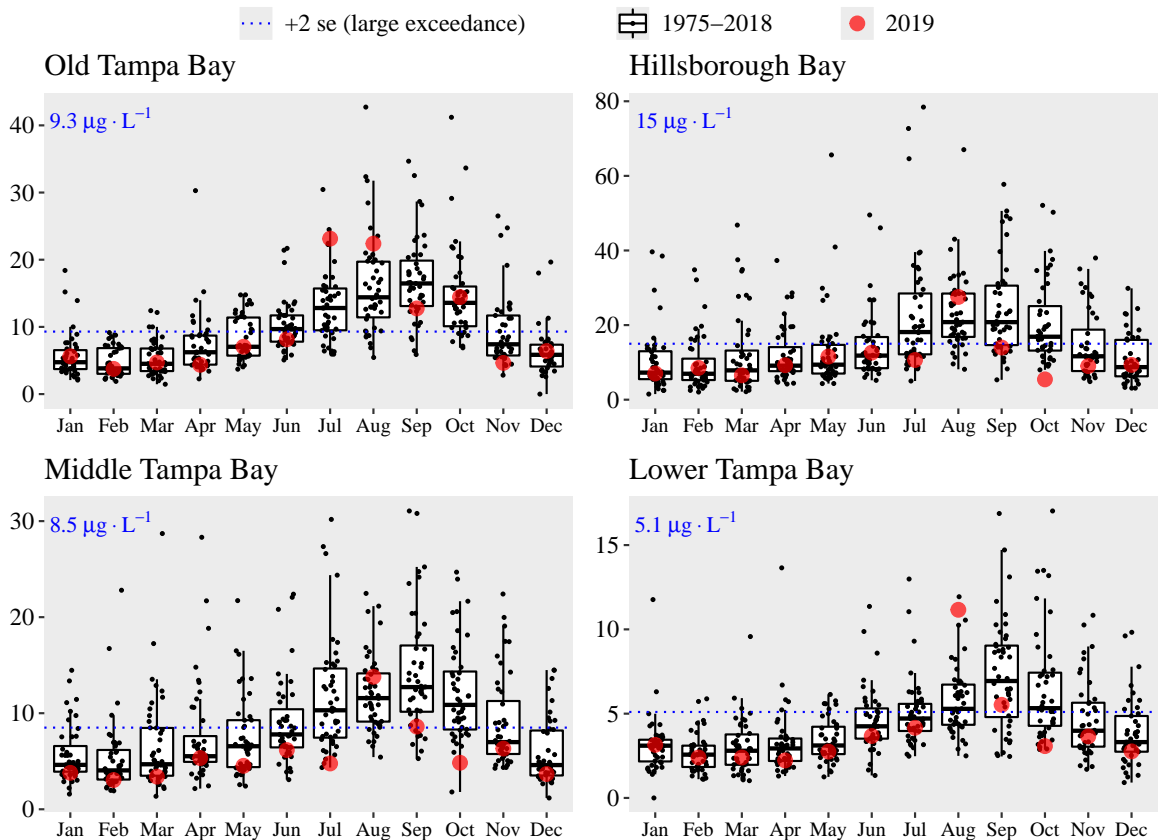 +2 se (large exceedance) 1975–2018 2019
Old Tampa Bay
9.3 μg · L⁻¹
40
30
20
10
0
Jan Feb Mar Apr May Jun Jul Aug Sep Oct Nov Dec
Hillsborough Bay
15 μg · L⁻¹
80
60
40
20
0
Jan Feb Mar Apr May Jun Jul Aug Sep Oct Nov Dec
Middle Tampa Bay
8.5 μg · L⁻¹
30
20
10
0
Jan Feb Mar Apr May Jun Jul Aug Sep Oct Nov Dec
Lower Tampa Bay
5.1 μg · L⁻¹
15
10
5
0
Jan Feb Mar Apr May Jun Jul Aug Sep Oct Nov Dec